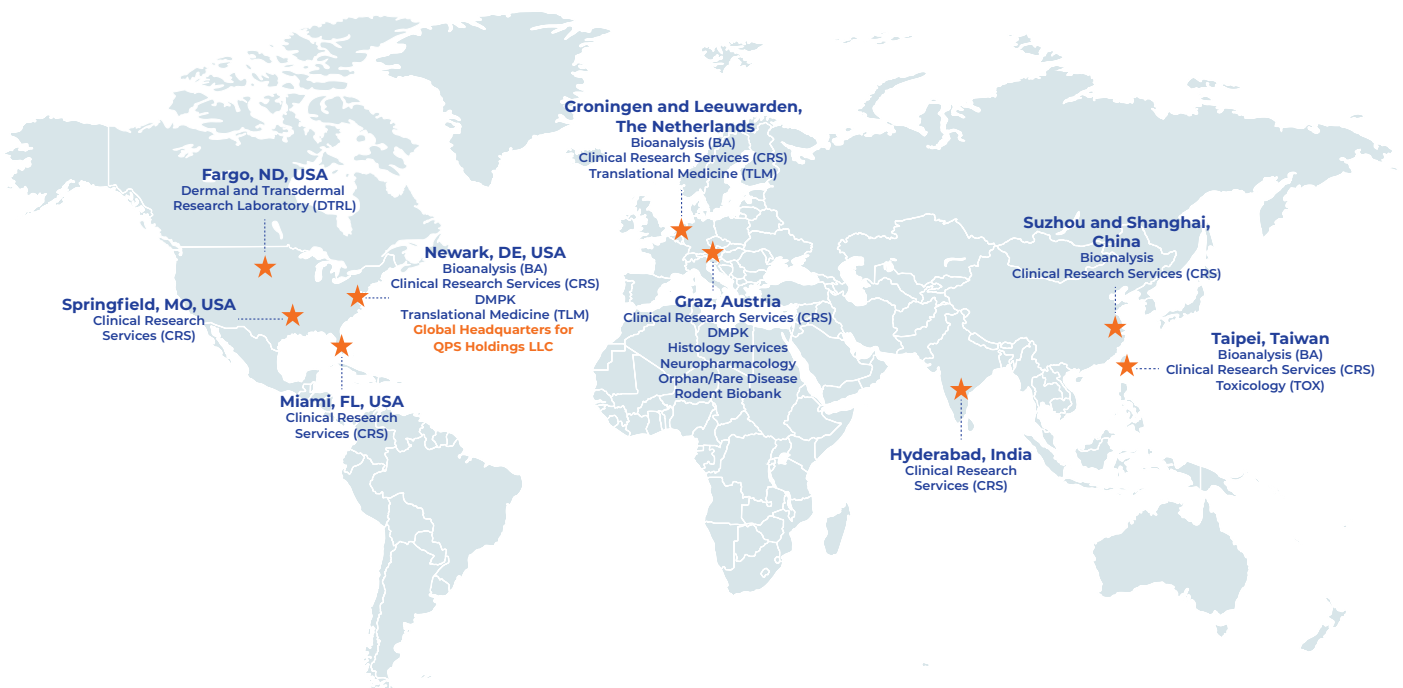 Groningen and Leeuwarden,
The Netherlands
Bioanalysis (BA)
Clinical Research Services (CRS)
Translational Medicine (TLM)
Fargo, ND, USA
Dermal and Transdermal
Research Laboratory (DTRL)
Newark, DE, USA
Bioanalysis (BA)
Clinical Research Services (CRS)
DMPK
Translational Medicine (TLM)
Global Headquarters for
QPS Holdings LLC
Springfield, MO, USA
Clinical Research
Services (CRS)
Miami, FL, USA
Clinical Research
Services (CRS)
Graz, Austria
Clinical Research Services (CRS)
DMPK
Histology Services
Neuropharmacology
Orphan/Rare Disease
Rodent Biobank
Suzhou and Shanghai,
China
Bioanalysis
Clinical Research Services (CRS)
Taipei, Taiwan
Bioanalysis (BA)
Clinical Research Services (CRS)
Toxicology (TOX)
Hyderabad, India
Clinical Research
Services (CRS)